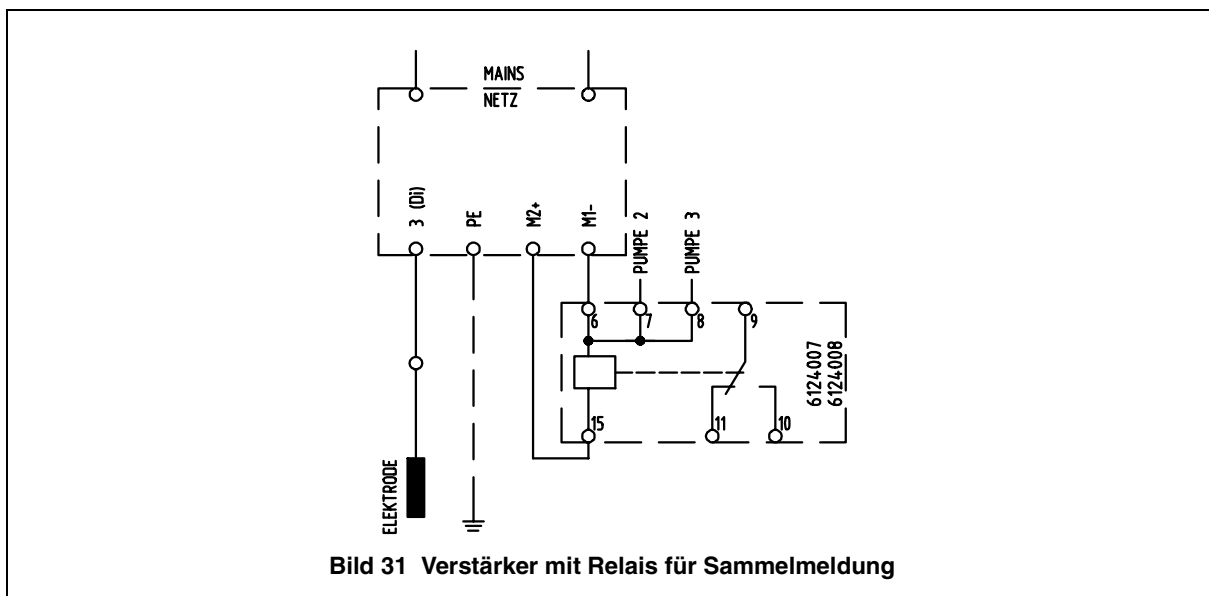 MAINS
NETZ
3 (Di)
PE
M2+
M1-
PUMPE 2
PUMPE 3
6
7
8
9
6124007
6124008
15
11
10
ELEKTRODE
Bild 31 Verstärker mit Relais für Sammelmeldung